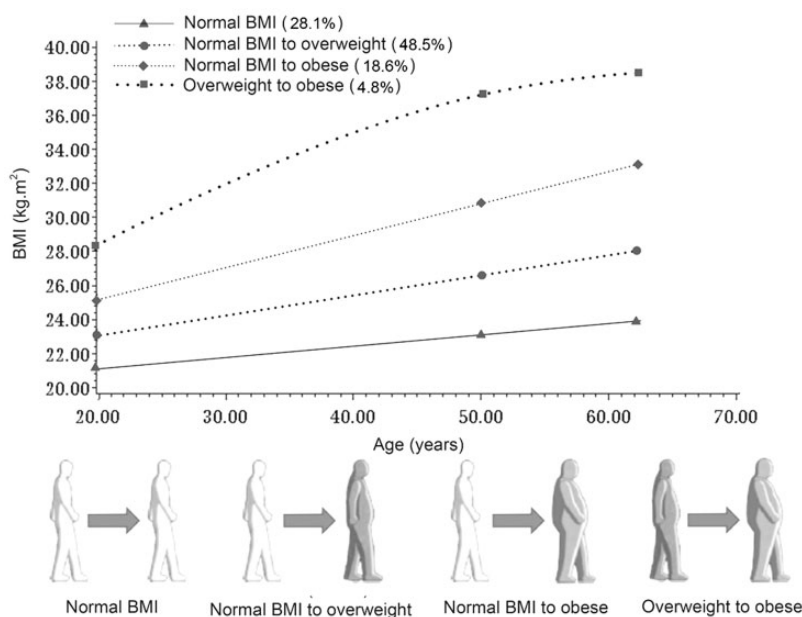 Normal BMI (28.1%)
Normal BMI to overweight (48.5%)
Normal BMI to obese (18.6%)
Overweight to obese (4.8%)
40.00
38.00
36.00
34.00
32.00
30.00
28.00
26.00
24.00
22.00
20.00
BMI (kg.m²)
20.00 30.00 40.00 50.00 60.00 70.00
Age (years)
Normal BMI Normal BMI to overweight Normal BMI to obese Overweight to obese